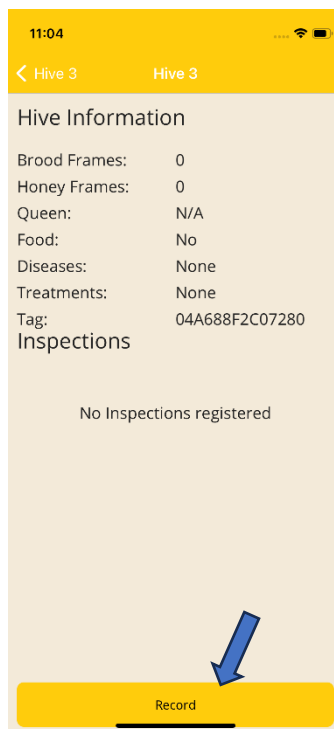 11:04
Hive 3 Hive 3
Hive Information
Brood Frames: 0
Honey Frames: 0
Queen: N/A
Food: No
Diseases: None
Treatments: None
Tag: 04A688F2C07280
Inspections
No Inspections registered
Record